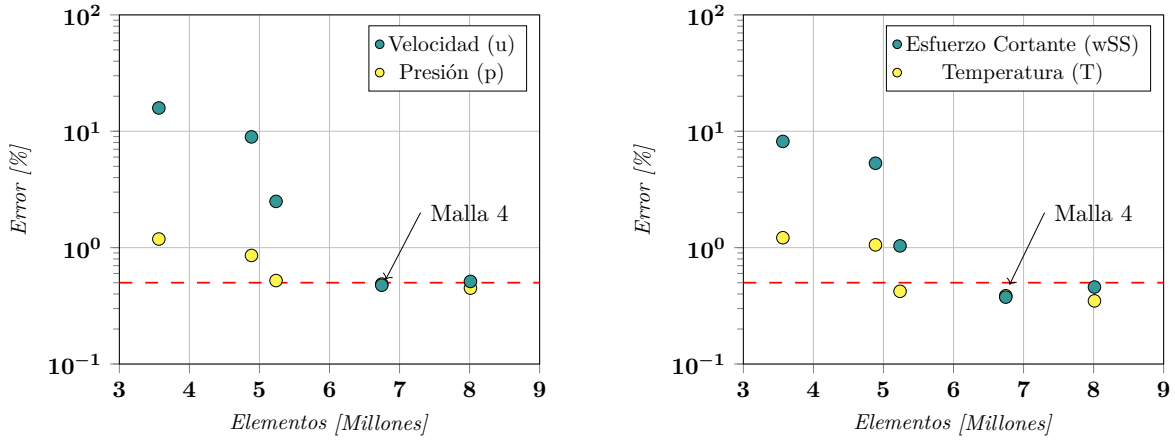 10^2
10^1
10^0
10^−1
3 4 5 6 7 8 9
Elementos [Millones]
Error [%]
Velocidad (u)
Presión (p)
Malla 4
10^2
10^1
10^0
10^−1
3 4 5 6 7 8 9
Elementos [Millones]
Error [%]
Esfuerzo Cortante (wSS)
Temperatura (T)
Malla 4